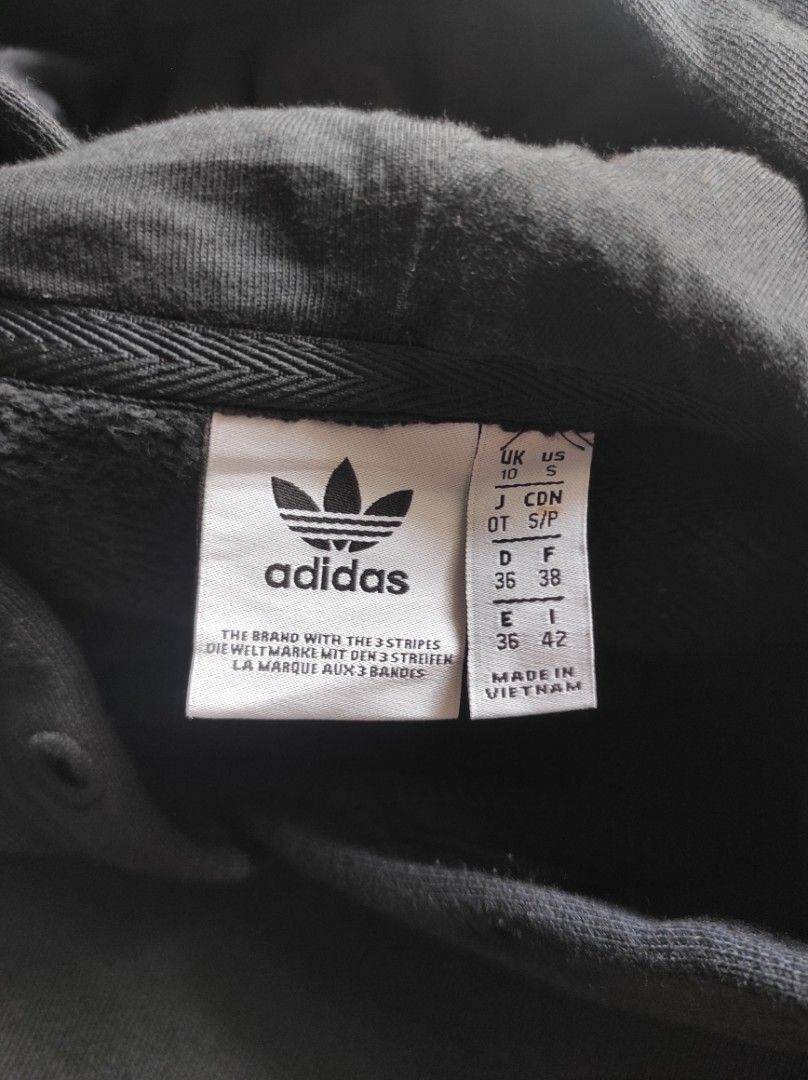 adidas
THE BRAND WITH THE 3 STRIPES
DIE WELTMARKE MIT DEN 3 STREIFEN
LA MARQUE AUX 3 BANDES
UK US
10 S
J CDN
OT S/P
D F
36 38
E I
36 42
MADE IN
VIETNAM